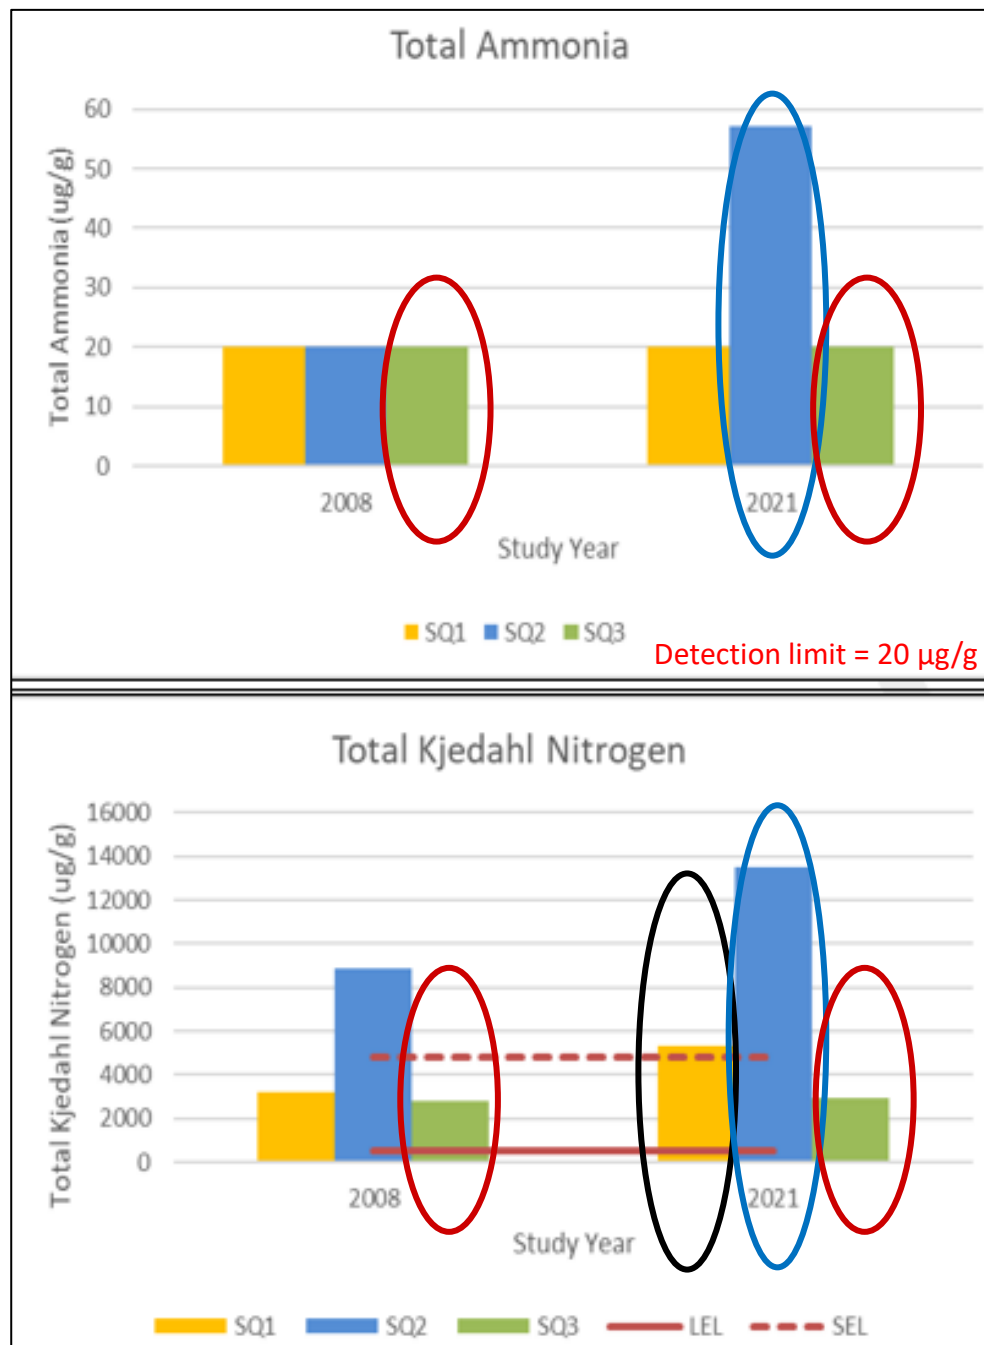 Total Ammonia
Total Ammonia (ug/g)
60
50
40
30
20
10
0
2008
2021
Study Year
SQ1 SQ2 SQ3
Detection limit = 20 µg/g
Total Kjedahl Nitrogen
Total Kjedahl Nitrogen (ug/g)
16000
14000
12000
10000
8000
6000
4000
2000
0
2008
2021
Study Year
SQ1 SQ2 SQ3 LEL SEL